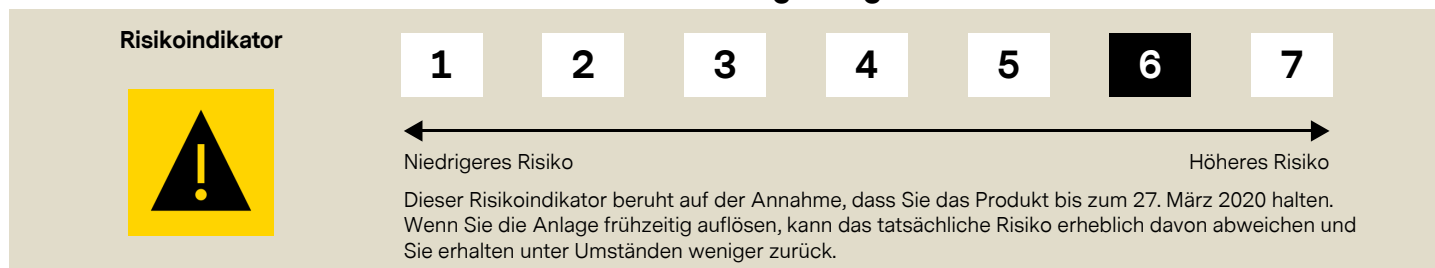 Risikoindikator
1 2 3 4 5 6 7
Niedrigeres Risiko Höheres Risiko
Dieser Risikoindikator beruht auf der Annahme, dass Sie das Produkt bis zum 27. März 2020 halten.
Wenn Sie die Anlage frühzeitig auflösen, kann das tatsächliche Risiko erheblich davon abweichen und
Sie erhalten unter Umständen weniger zurück.